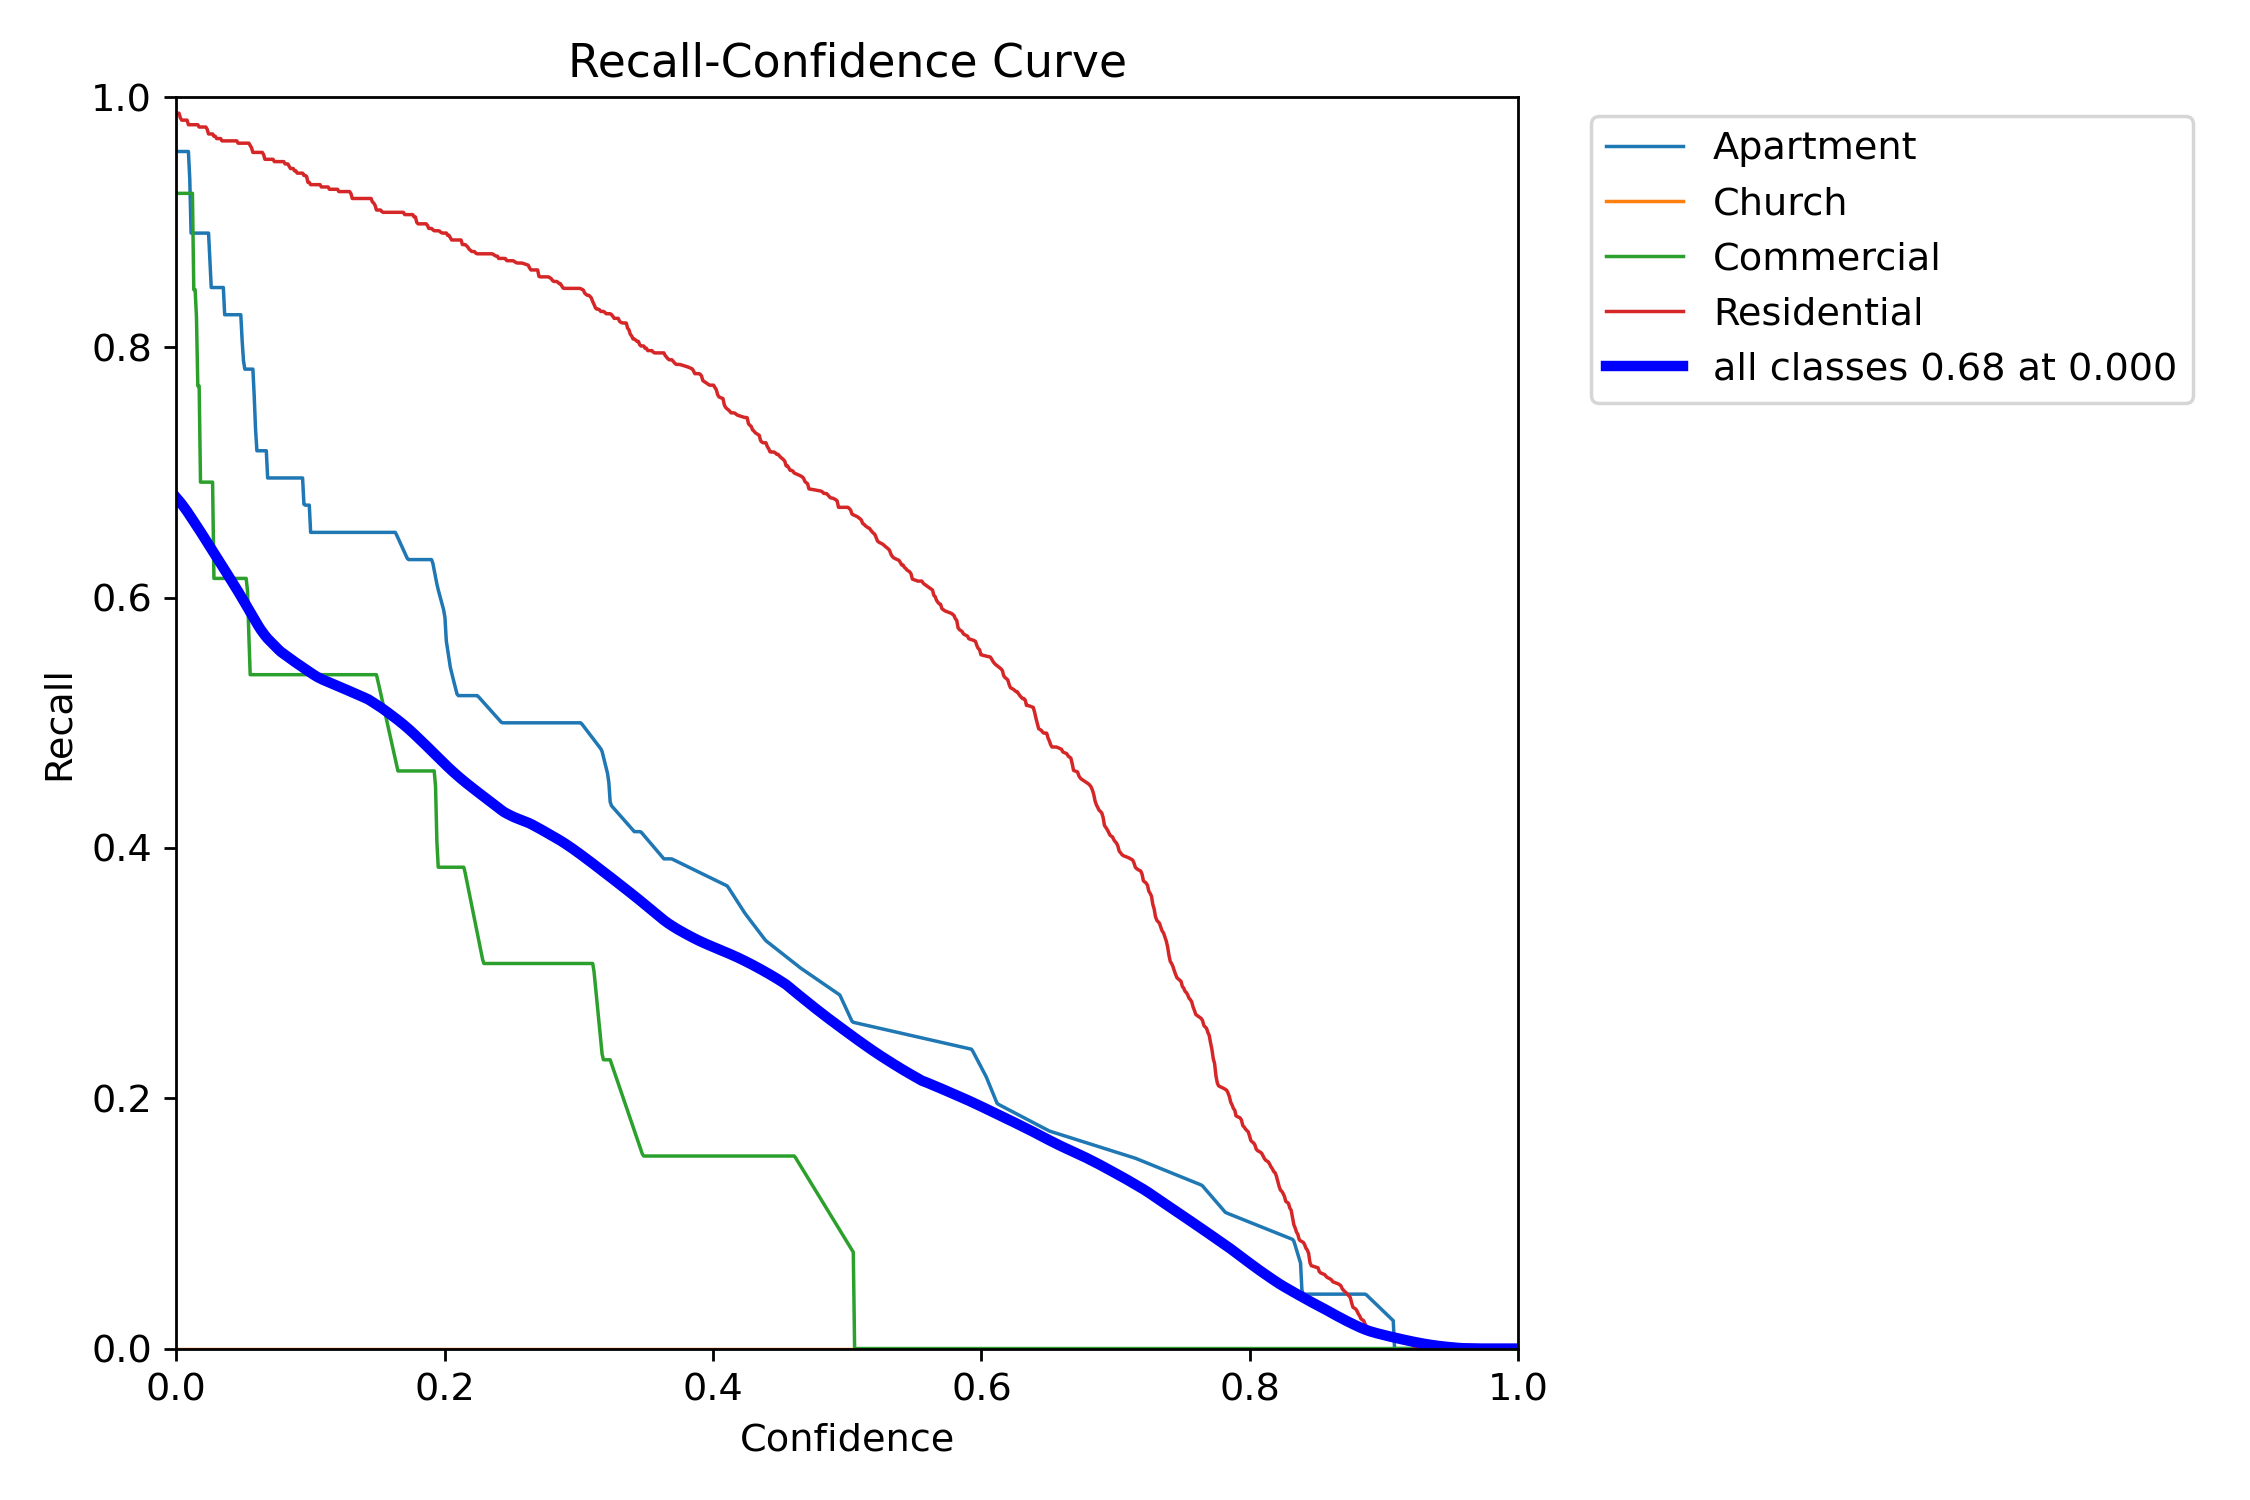 Recall-Confidence Curve
1.0
0.8
0.6
0.4
0.2
0.0
Recall
0.0 0.2 0.4 0.6 0.8 1.0
Confidence
Apartment
Church
Commercial
Residential
all classes 0.68 at 0.000